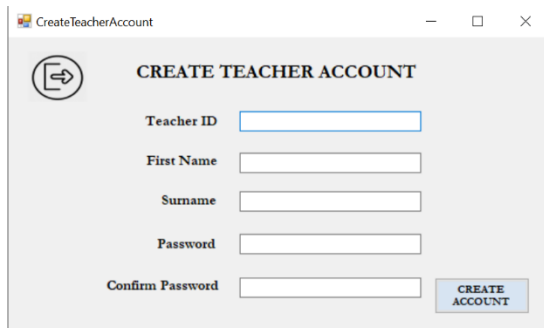 CreateTeacherAccount
CREATE TEACHER ACCOUNT
Teacher ID
First Name
Surname
Password
Confirm Password
CREATE
ACCOUNT